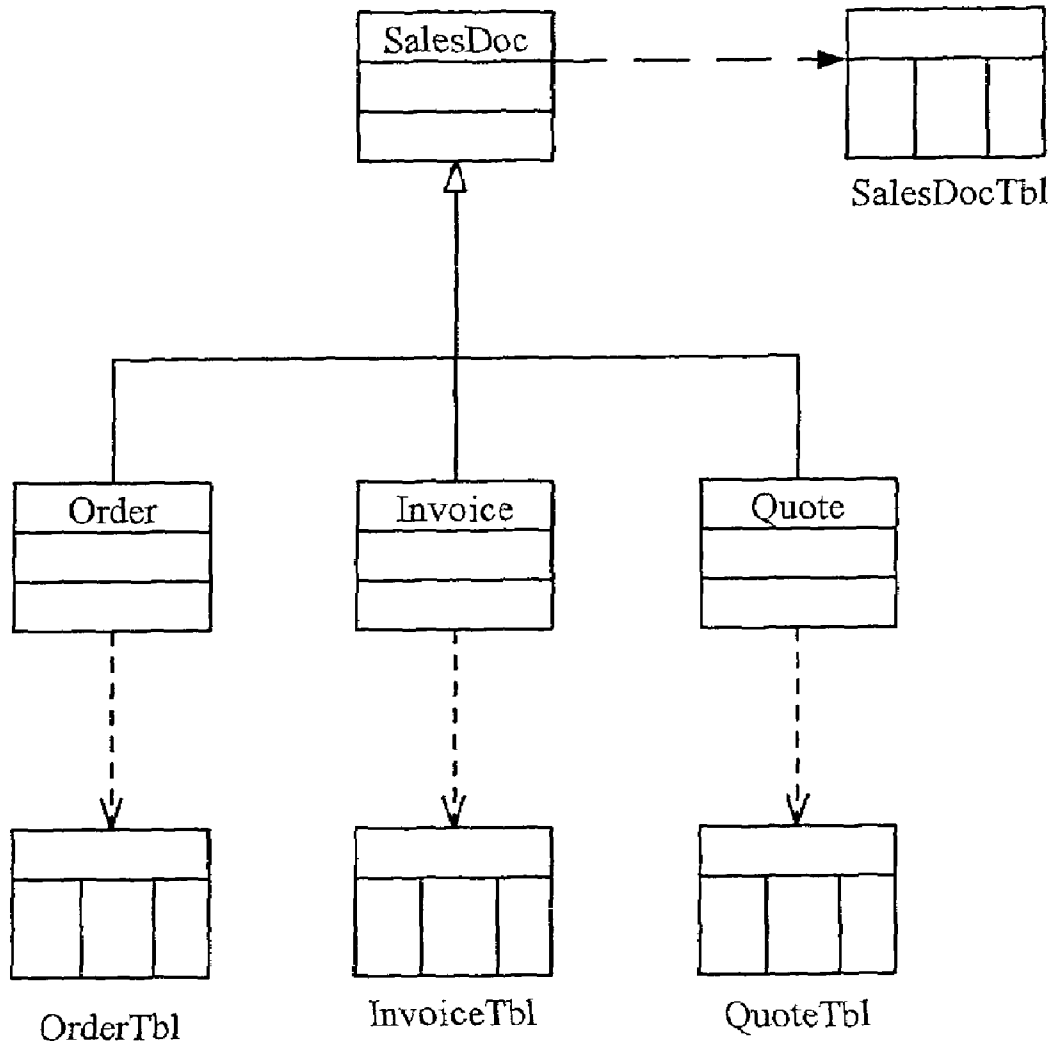 SalesDoc
SalesDocTbl
Order
Invoice
Quote
OrderTbl
InvoiceTbl
QuoteTbl